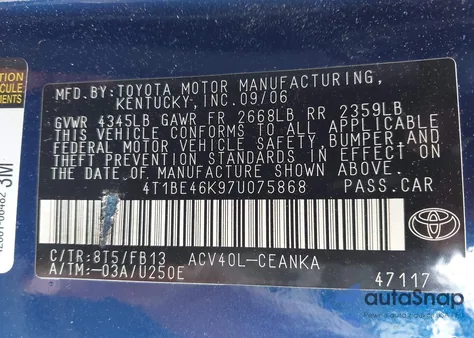 MFD.BY:TOYOTA MOTOR MANUFACTURING,
KENTUCKY,INC.09/06
GVWR 4345LB GAWR FR 2668LB RR 2359LB
THIS VEHICLE CONFORMS TO ALL APPLICABLE
FEDERAL MOTOR VEHICLE SAFETY,BUMPER,AND
THEFT PREVENTION STANDARDS IN EFFECT ON
THE DATE OF MANUFACTURE SHOWN ABOVE.
4T1BE46K97U075868 PASS.CAR
C/TR:8T5/FB13 ACV40L-CEANKA
A/TM:-03A/U250E 47117
TOYOTA
3M
autoSnap